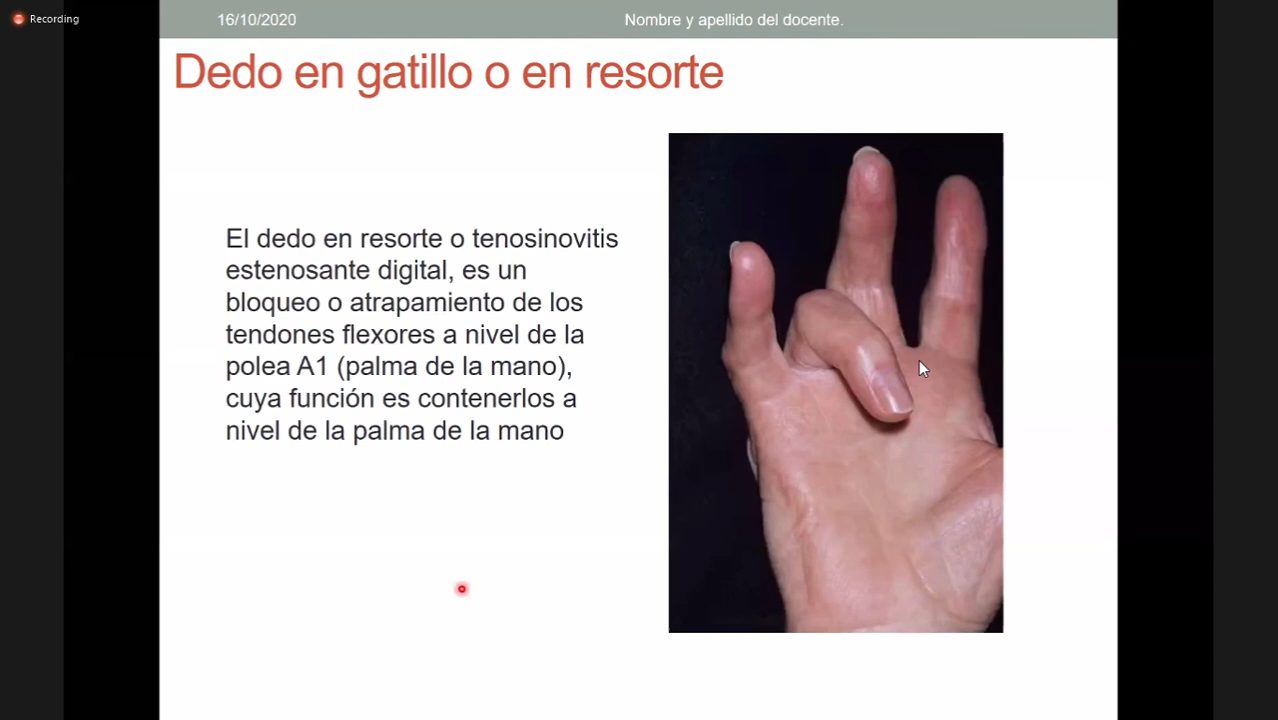 Recording
16/10/2020
Nombre y apellido del docente.
Dedo en gatillo o en resorte
El dedo en resorte o tenosinovitis
estenosante digital, es un
bloqueo o atrapamiento de los
tendones flexores a nivel de la
polea A1 (palma de la mano),
cuya función es contenerlos a
nivel de la palma de la mano